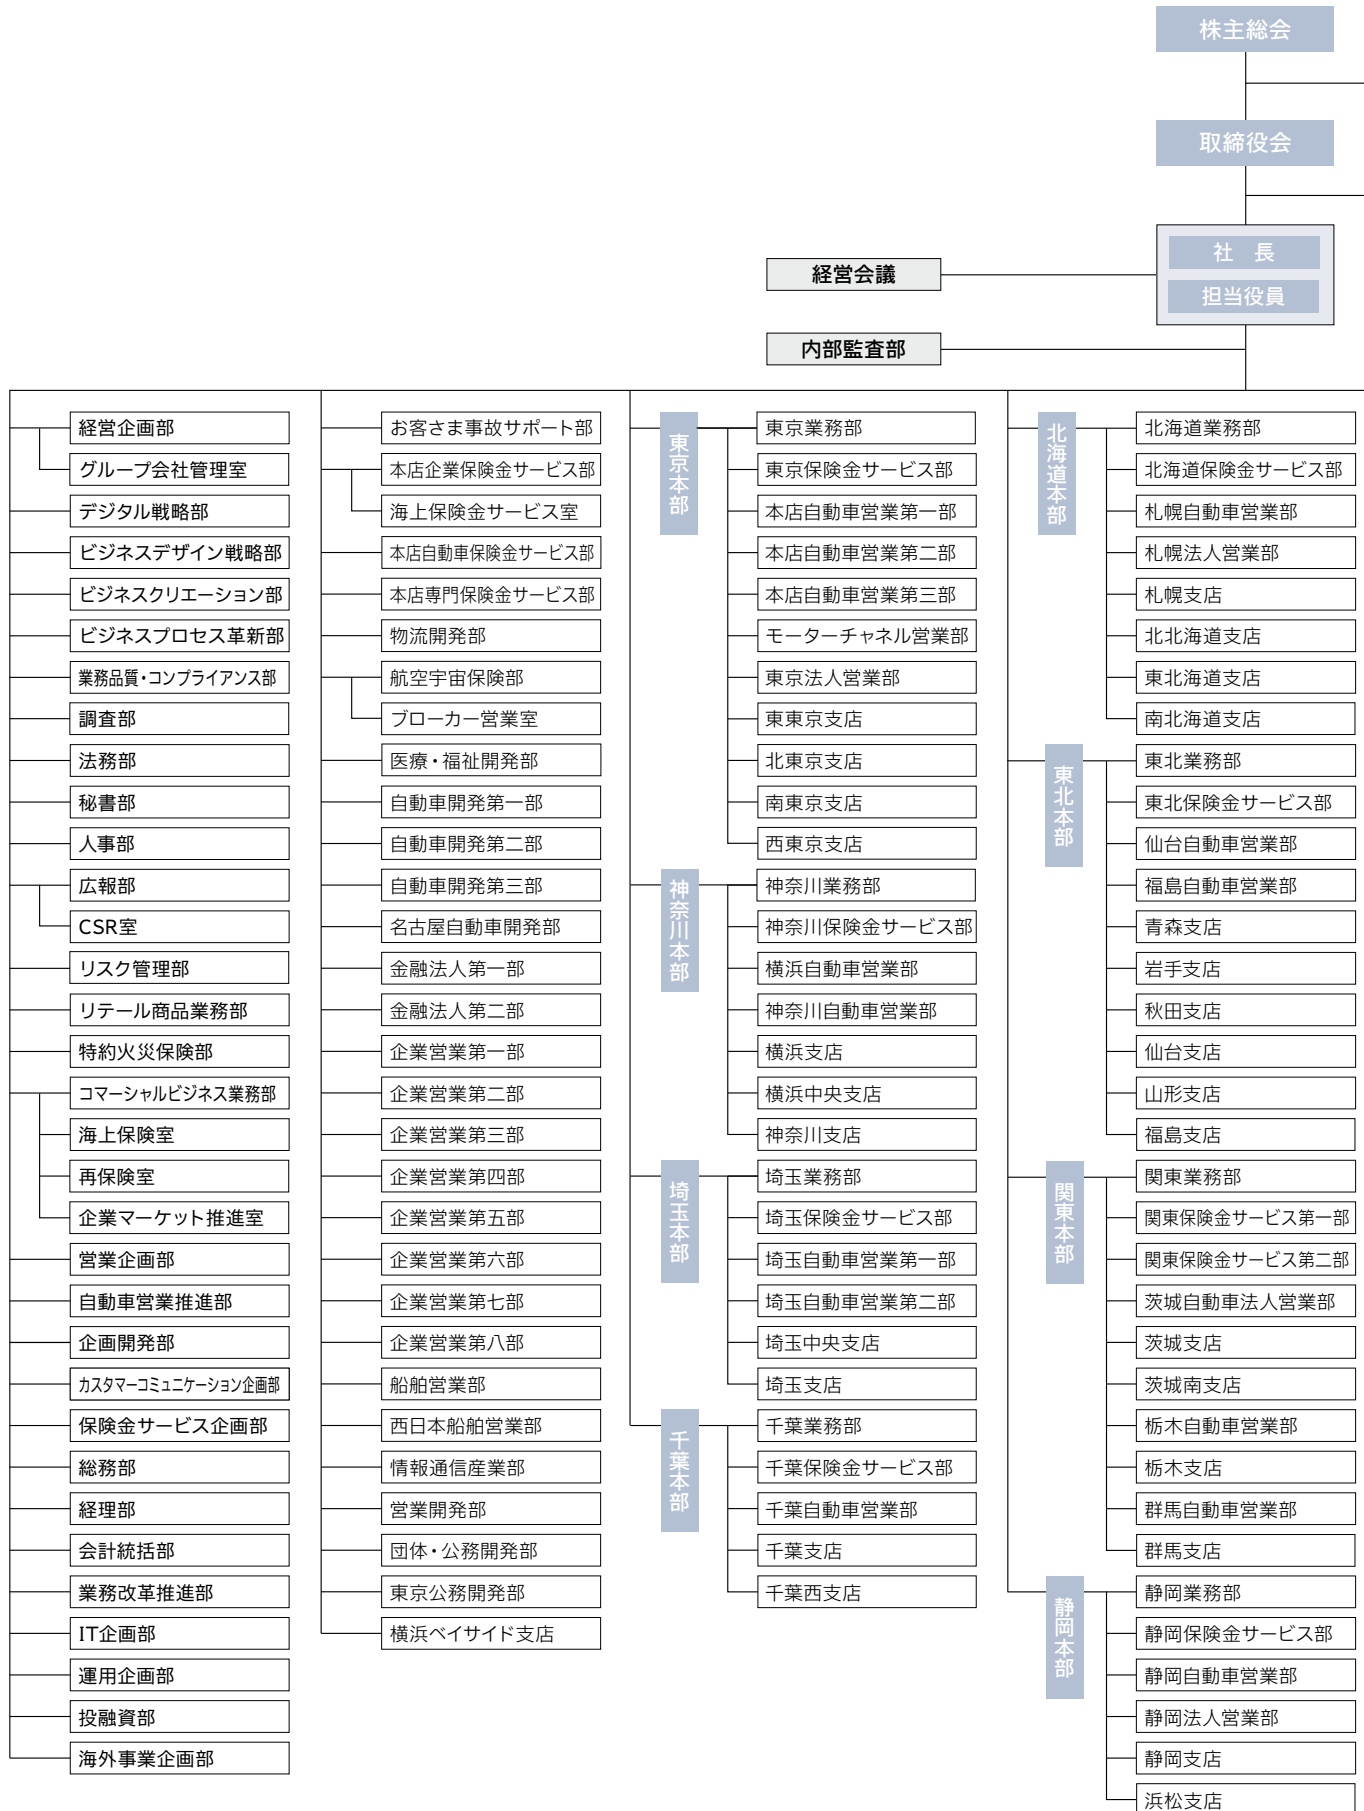 株主総会
取締役会
社　長
担当役員
経営会議
内部監査部
経営企画部
グループ会社管理室
デジタル戦略部
ビジネスデザイン戦略部
ビジネスクリエーション部
ビジネスプロセス革新部
業務品質・コンプライアンス部
調査部
法務部
秘書部
人事部
広報部
CSR室
リスク管理部
リテール商品業務部
特約火災保険部
コマーシャルビジネス業務部
海上保険室
再保険室
企業マーケット推進室
営業企画部
自動車営業推進部
企画開発部
カスタマーコミュニケーション企画部
保険金サービス企画部
総務部
経理部
会計統括部
業務改革推進部
IT企画部
運用企画部
投融資部
海外事業企画部
お客さま事故サポート部
本店企業保険金サービス部
海上保険金サービス室
本店自動車保険金サービス部
本店専門保険金サービス部
物流開発部
航空宇宙保険部
ブローカー営業室
医療・福祉開発部
自動車開発第一部
自動車開発第二部
自動車開発第三部
名古屋自動車開発部
金融法人第一部
金融法人第二部
企業営業第一部
企業営業第二部
企業営業第三部
企業営業第四部
企業営業第五部
企業営業第六部
企業営業第七部
企業営業第八部
船舶営業部
西日本船舶営業部
情報通信産業部
営業開発部
団体・公務開発部
東京公務開発部
横浜ベイサイド支店
東京本部
東京業務部
東京保険金サービス部
本店自動車営業第一部
本店自動車営業第二部
本店自動車営業第三部
モーターチャネル営業部
東京法人営業部
東東京支店
北東京支店
南東京支店
西東京支店
神奈川本部
神奈川業務部
神奈川保険金サービス部
横浜自動車営業部
神奈川自動車営業部
横浜支店
横浜中央支店
神奈川支店
埼玉本部
埼玉業務部
埼玉保険金サービス部
埼玉自動車営業第一部
埼玉自動車営業第二部
埼玉中央支店
埼玉支店
千葉本部
千葉業務部
千葉保険金サービス部
千葉自動車営業部
千葉支店
千葉西支店
北海道本部
北海道業務部
北海道保険金サービス部
札幌自動車営業部
札幌法人営業部
札幌支店
北北海道支店
東北海道支店
南北海道支店
東北本部
東北業務部
東北保険金サービス部
仙台自動車営業部
福島自動車営業部
青森支店
岩手支店
秋田支店
仙台支店
山形支店
福島支店
関東本部
関東業務部
関東保険金サービス第一部
関東保険金サービス第二部
茨城自動車法人営業部
茨城支店
茨城南支店
栃木自動車営業部
栃木支店
群馬自動車営業部
群馬支店
静岡本部
静岡業務部
静岡保険金サービス部
静岡自動車営業部
静岡法人営業部
静岡支店
浜松支店